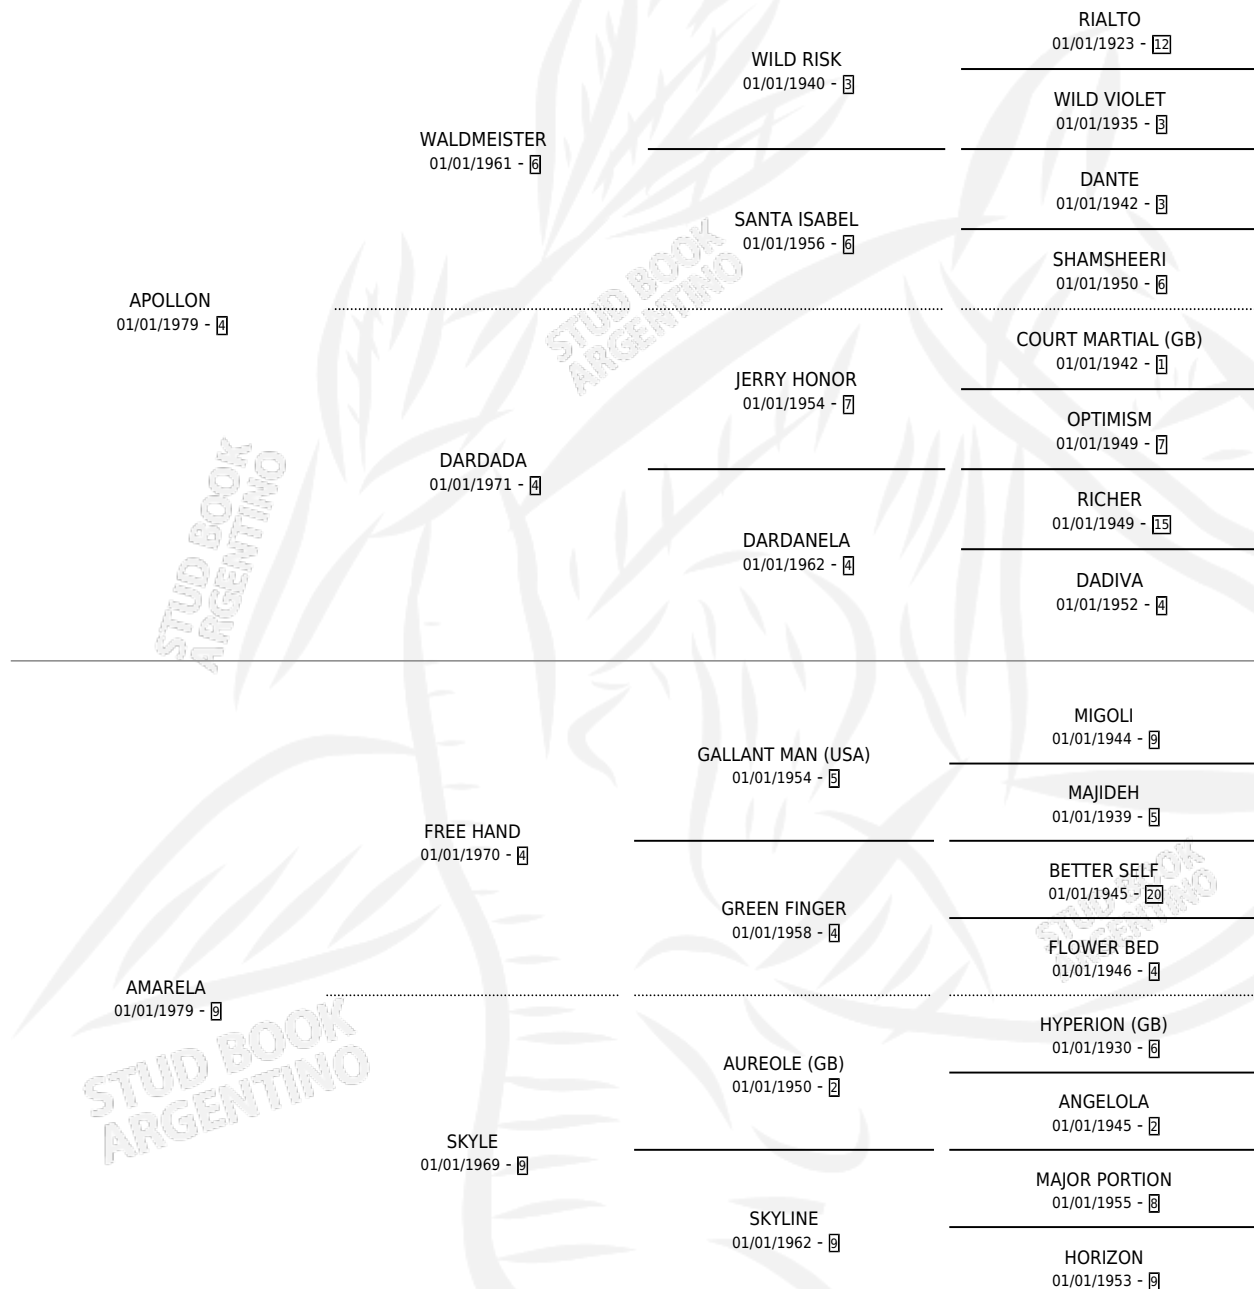 RIALTO
01/01/1923 - 12
WILD RISK
01/01/1940 - 3
WILD VIOLET
01/01/1935 - 3
WALDMEISTER
01/01/1961 - 6
DANTE
01/01/1942 - 3
SANTA ISABEL
01/01/1956 - 6
SHAMSHEERI
01/01/1950 - 6
APOLLON
01/01/1979 - 4
COURT MARTIAL (GB)
01/01/1942 - 1
JERRY HONOR
01/01/1954 - 7
OPTIMISM
01/01/1949 - 7
DARDADA
01/01/1971 - 4
RICHER
01/01/1949 - 15
DARDANELA
01/01/1962 - 4
DADIVA
01/01/1952 - 4
MIGOLI
01/01/1944 - 9
GALLANT MAN (USA)
01/01/1954 - 5
MAJIDEH
01/01/1939 - 5
FREE HAND
01/01/1970 - 4
BETTER SELF
01/01/1945 - 20
GREEN FINGER
01/01/1958 - 4
FLOWER BED
01/01/1946 - 4
AMARELA
01/01/1979 - 9
HYPERION (GB)
01/01/1930 - 6
AUREOLE (GB)
01/01/1950 - 2
ANGELOLA
01/01/1945 - 2
SKYLE
01/01/1969 - 9
MAJOR PORTION
01/01/1955 - 8
SKYLINE
01/01/1962 - 9
HORIZON
01/01/1953 - 9
STUD BOOK
ARGENTINO
STUD BOOK
ARGENTINO
STUD BOOK
ARGENTINO
STUD BOOK
ARGENTINO